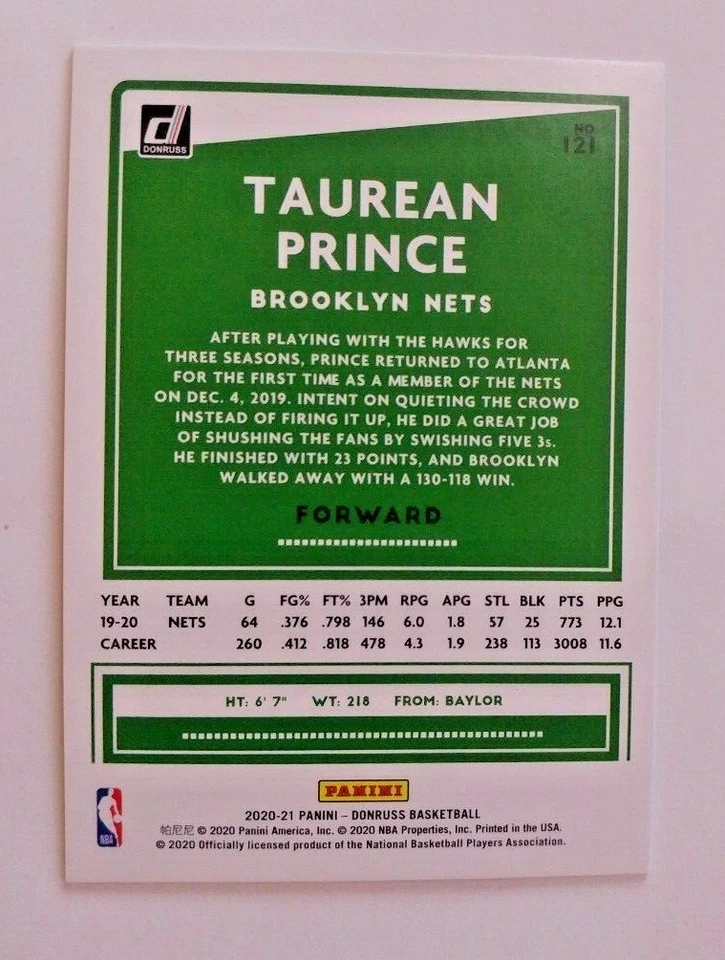 DONRUSS
NO
121
TAUREAN
PRINCE
BROOKLYN NETS
AFTER PLAYING WITH THE HAWKS FOR
THREE SEASONS, PRINCE RETURNED TO ATLANTA
FOR THE FIRST TIME AS A MEMBER OF THE NETS
ON DEC. 4, 2019. INTENT ON QUIETING THE CROWD
INSTEAD OF FIRING IT UP, HE DID A GREAT JOB
OF SHUSHING THE FANS BY SWISHING FIVE 3s.
HE FINISHED WITH 23 POINTS, AND BROOKLYN
WALKED AWAY WITH A 130-118 WIN.
FORWARD
YEAR TEAM G FG% FT% 3PM RPG APG STL BLK PTS PPG
19-20 NETS 64 .376 .798 146 6.0 1.8 57 25 773 12.1
CAREER 260 .412 .818 478 4.3 1.9 238 113 3008 11.6
HT: 6' 7" WT: 218 FROM: BAYLOR
PANINI
NBA
2020-21 PANINI – DONRUSS BASKETBALL
帕尼尼 © 2020 Panini America, Inc. © 2020 NBA Properties, Inc. Printed in the USA.
© 2020 Officially licensed product of the National Basketball Players Association.